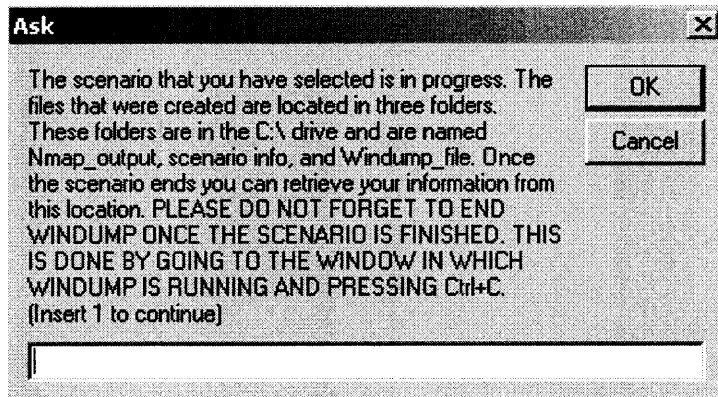 Ask
The scenario that you have selected is in progress. The
files that were created are located in three folders.
These folders are in the C:\ drive and are named
Nmap_output, scenario info, and Windump_file. Once
the scenario ends you can retrieve your information from
this location. PLEASE DO NOT FORGET TO END
WINDUMP ONCE THE SCENARIO IS FINISHED. THIS
IS DONE BY GOING TO THE WINDOW IN WHICH
WINDUMP IS RUNNING AND PRESSING Ctrl+C.
(Insert 1 to continue)
OK
Cancel